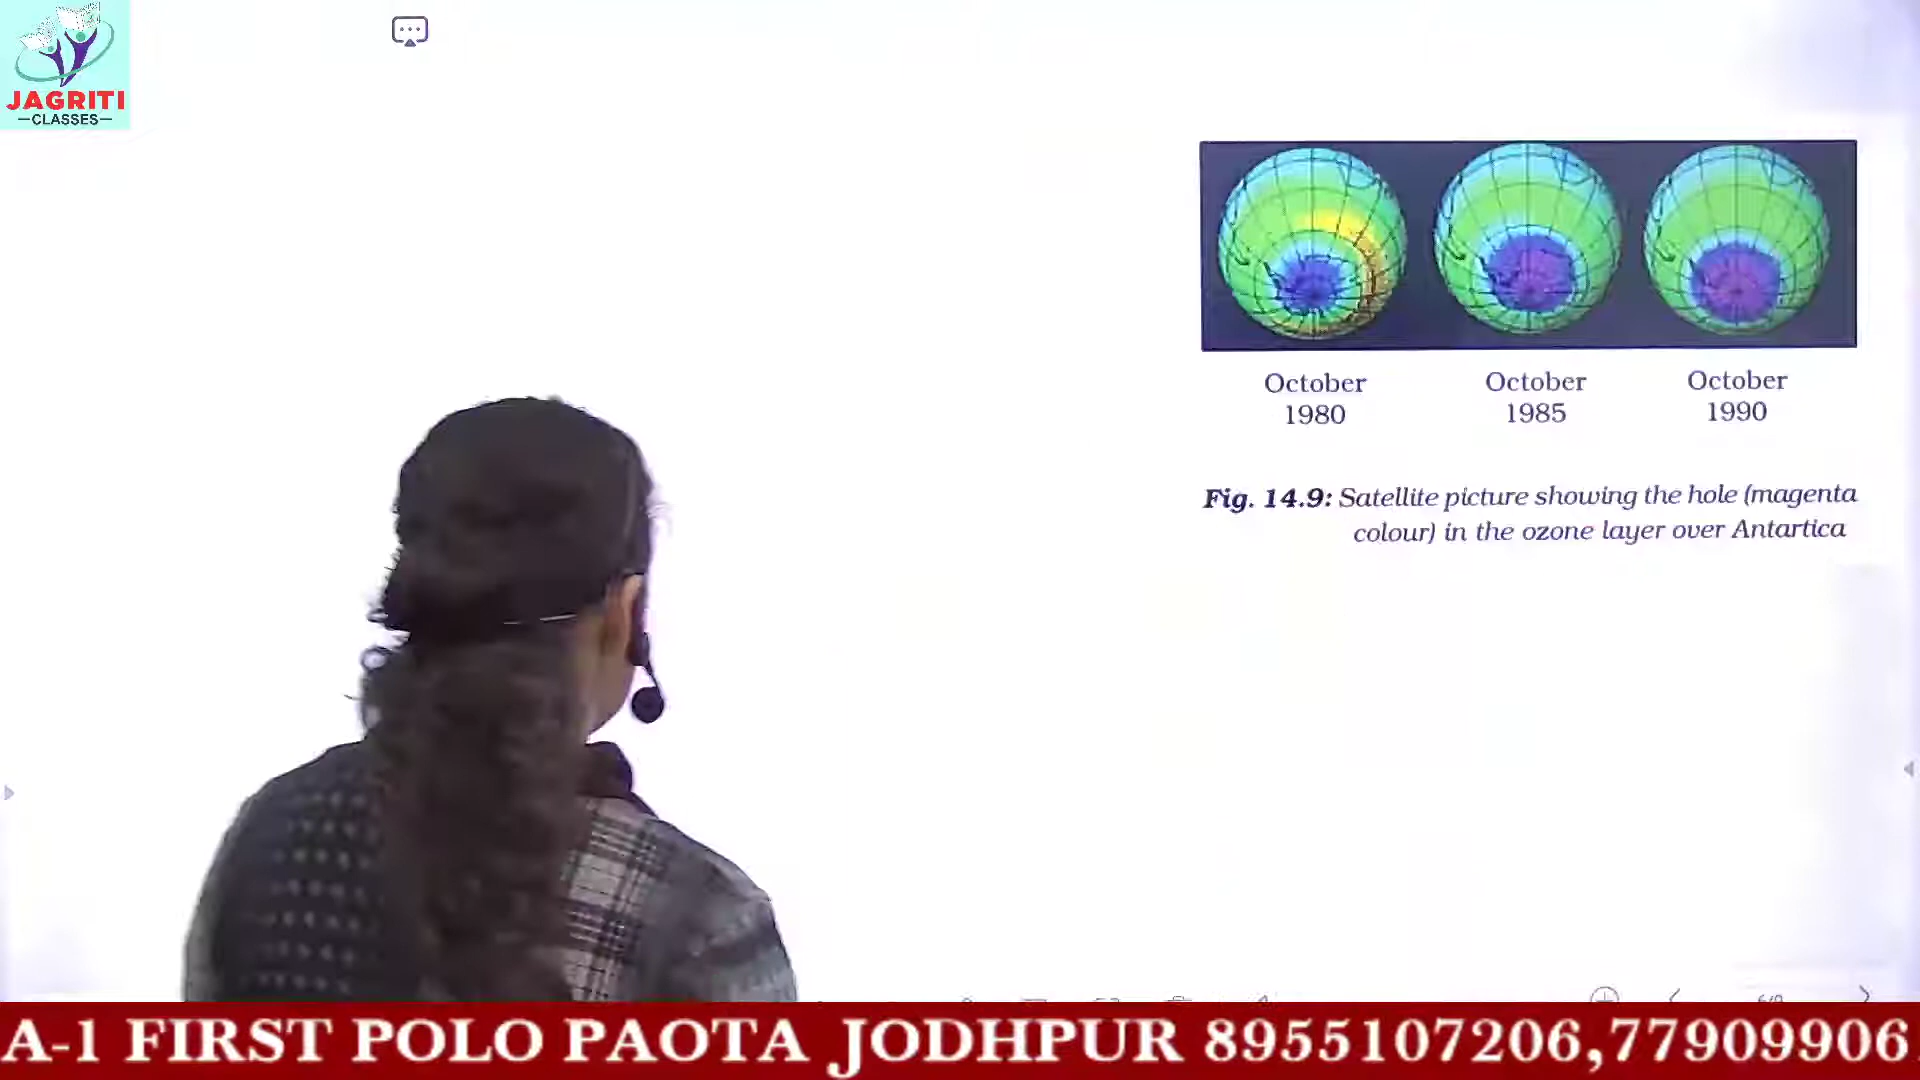 JAGRITI
—CLASSES—
October
1980
October
1985
October
1990
Fig. 14.9: Satellite picture showing the hole (magenta
colour) in the ozone layer over Antartica
A-1 FIRST POLO PAOTA JODHPUR 8955107206,77909906